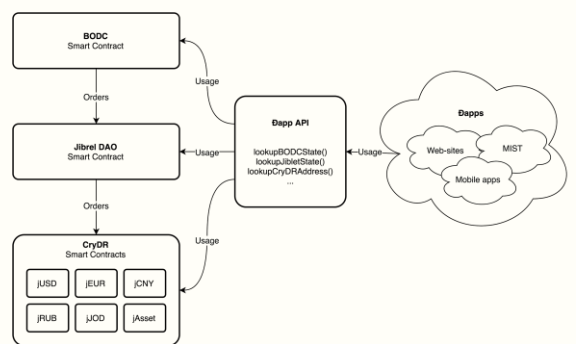 BODC
Smart Contract
Orders
Jibrel DAO
Smart Contract
Orders
CryDR
Smart Contracts
jUSD
jEUR
jCNY
jRUB
jJOD
jAsset
Usage
Usage
Usage
Đapp API
lookupBODCState()
lookupJibletState()
lookupCryDRAddress()
...
Usage
Đapps
Web-sites
MIST
Mobile apps